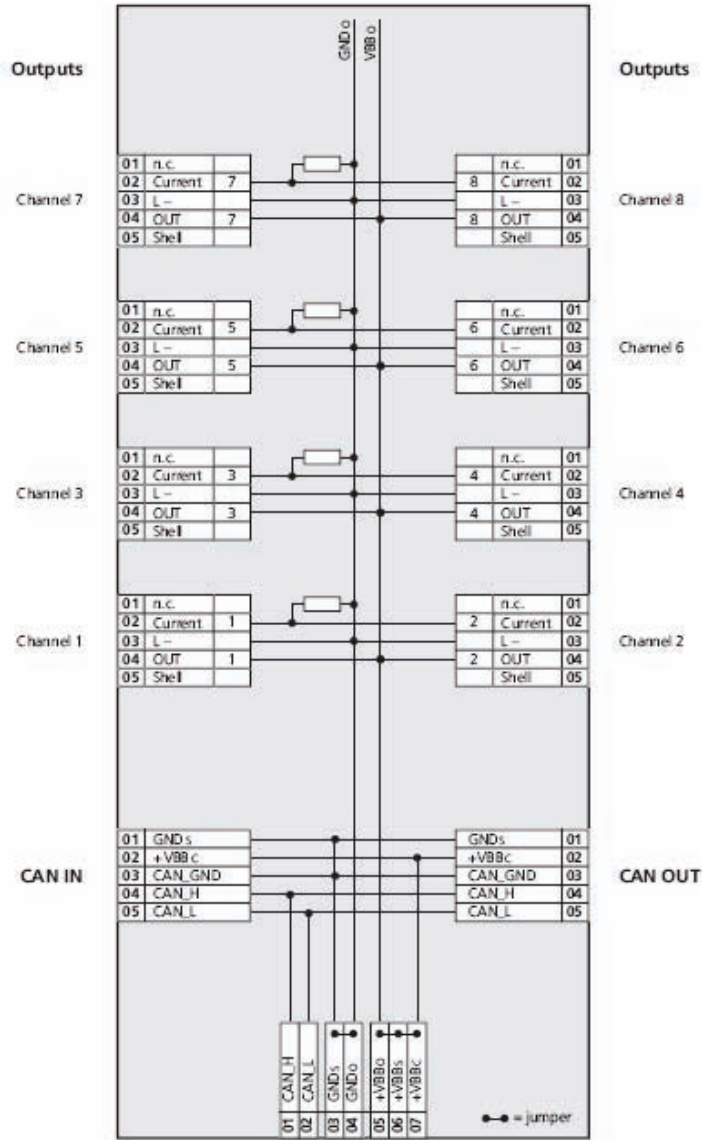 GNDo
VBBo
Outputs
Outputs
Channel 7
01 n.c.
02 Current 7
03 L –
04 OUT 7
05 Shell
n.c. 01
8 Current 02
L – 03
8 OUT 04
Shell 05
Channel 8
Channel 5
01 n.c.
02 Current 5
03 L –
04 OUT 5
05 Shell
n.c. 01
6 Current 02
L – 03
6 OUT 04
Shell 05
Channel 6
Channel 3
01 n.c.
02 Current 3
03 L –
04 OUT 3
05 Shell
n.c. 01
4 Current 02
L – 03
4 OUT 04
Shell 05
Channel 4
Channel 1
01 n.c.
02 Current 1
03 L –
04 OUT 1
05 Shell
n.c. 01
2 Current 02
L – 03
2 OUT 04
Shell 05
Channel 2
CAN IN
01 GNDs
02 +VBBc
03 CAN_GND
04 CAN_H
05 CAN_L
GNDs 01
+VBBc 02
CAN_GND 03
CAN_H 04
CAN_L 05
CAN OUT
01 CAN_H
02 CAN_L
03 GNDs
04 GNDo
05 +VBBo
06 +VBBs
07 +VBBc
= jumper